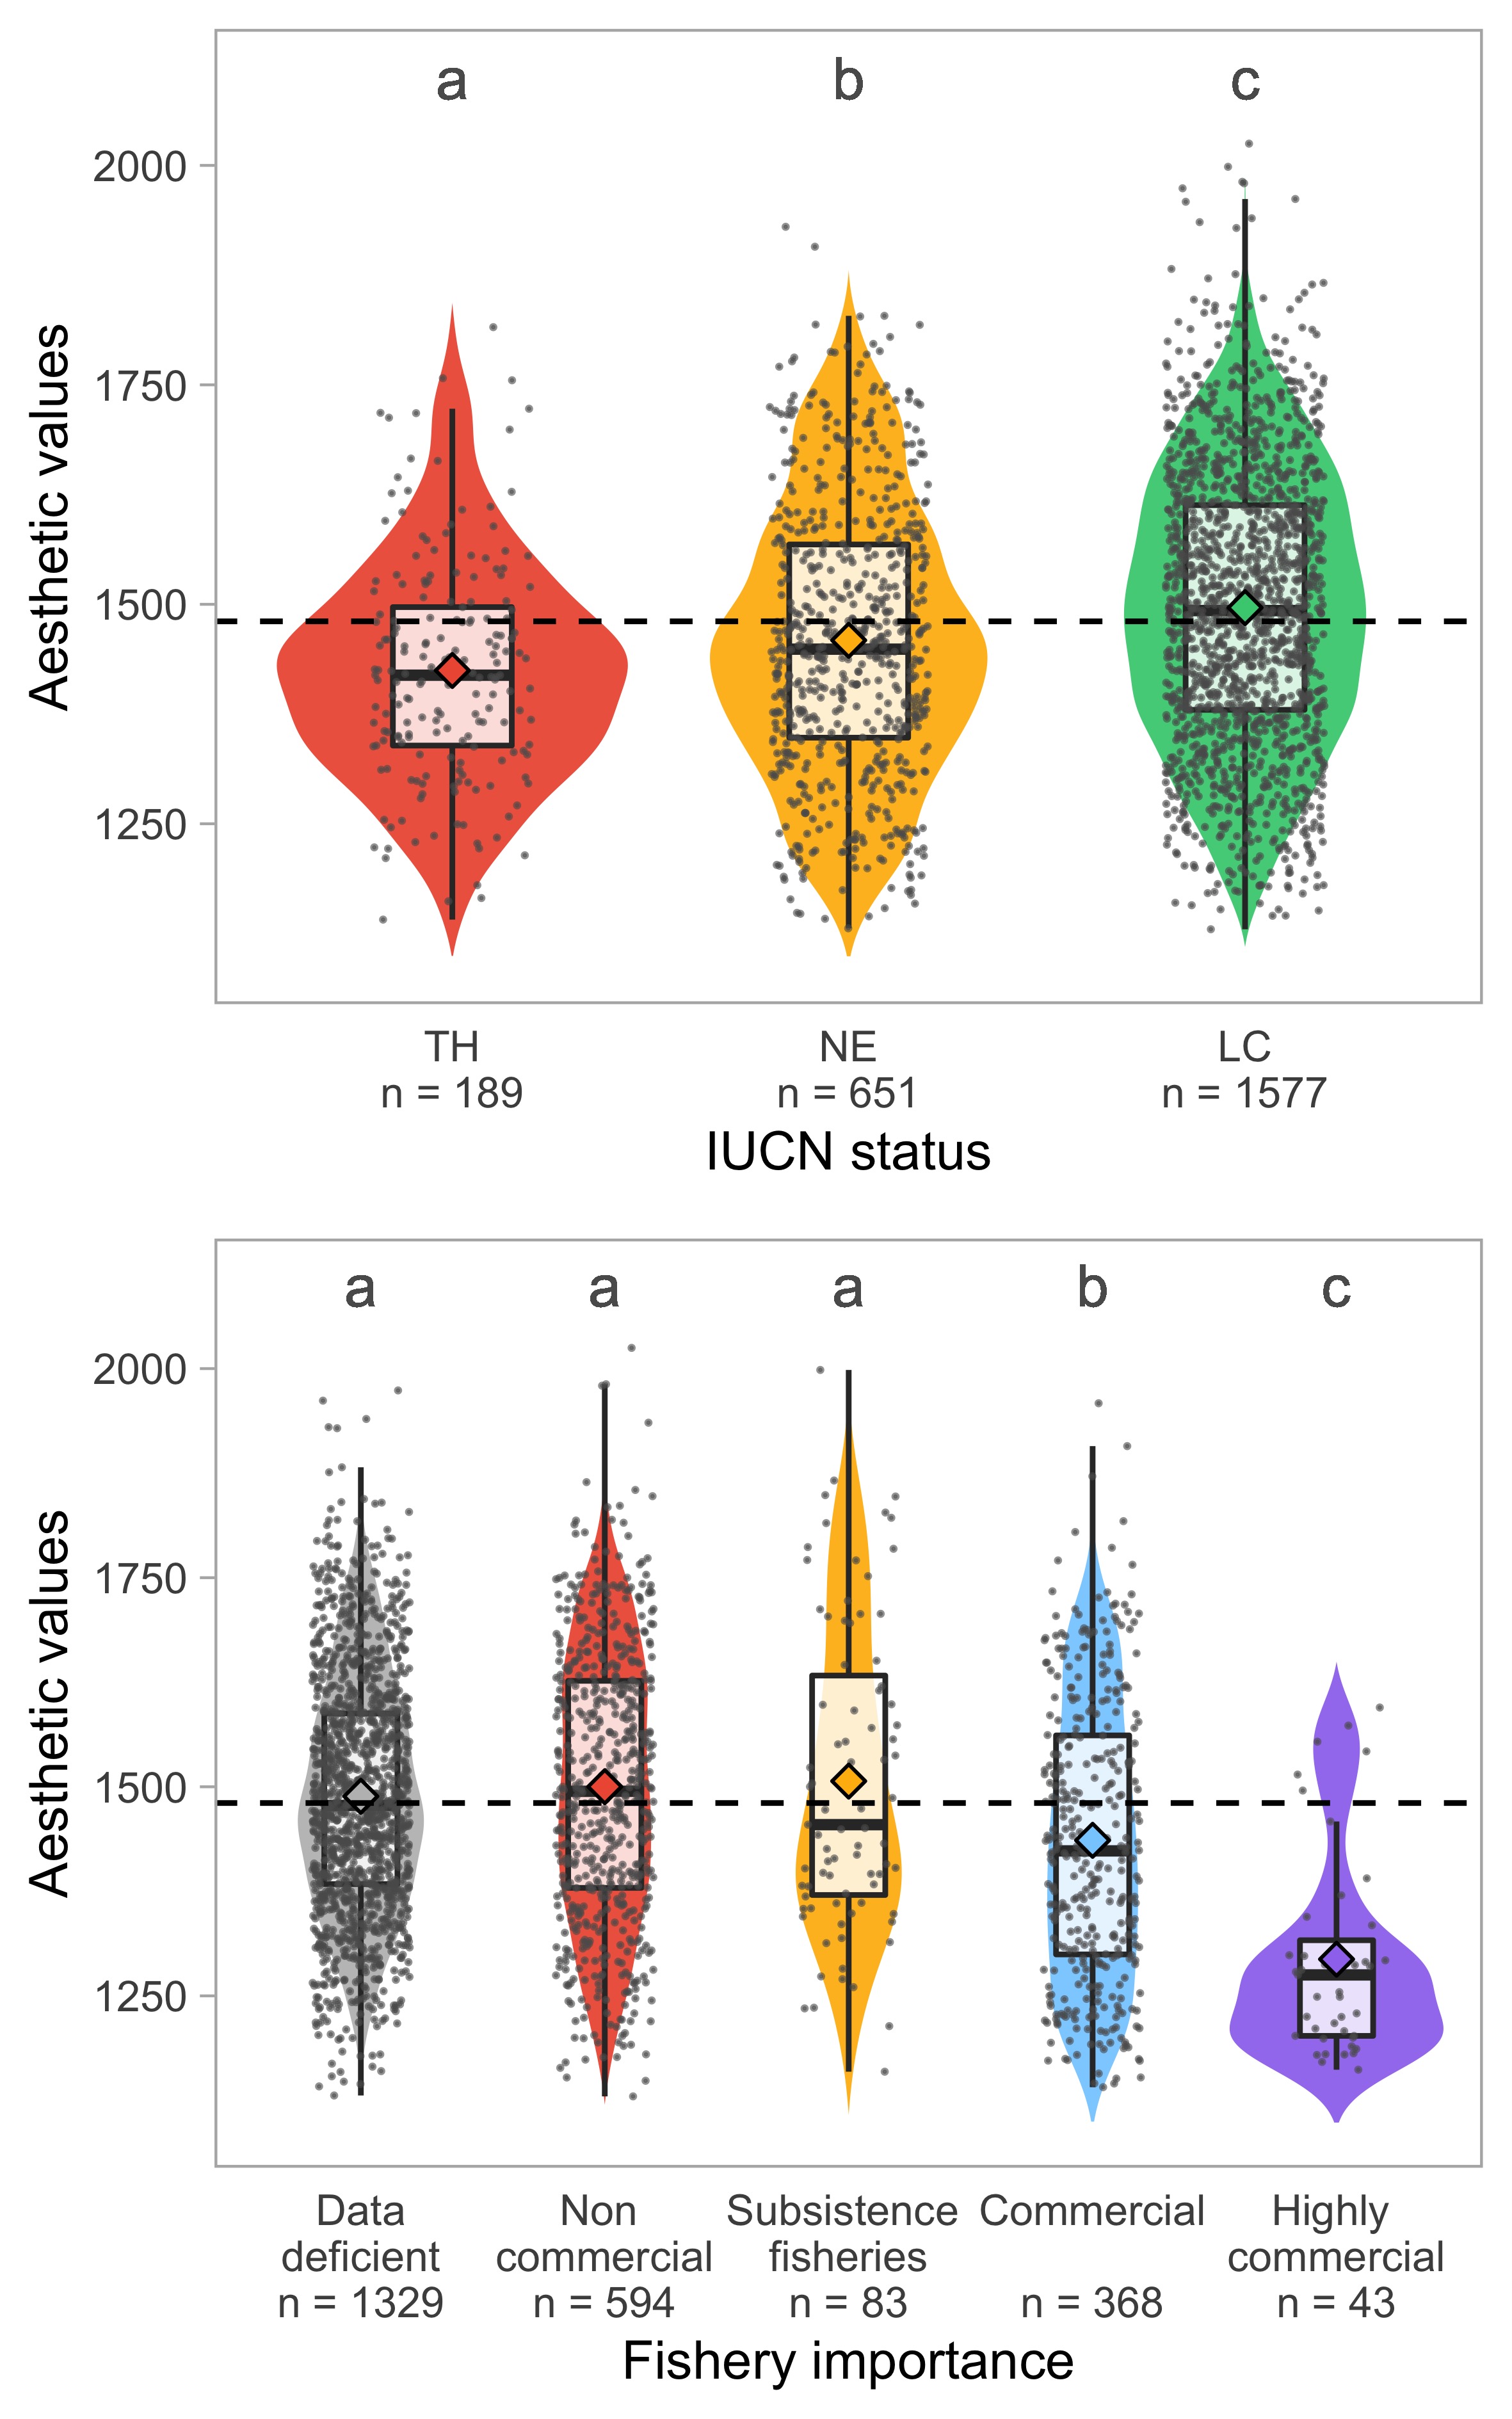 a b c
2000
1750
1500
1250
Aesthetic values
TH NE LC
n = 189 n = 651 n = 1577
IUCN status
a a a b c
2000
1750
1500
1250
Aesthetic values
Data Non Subsistence Commercial Highly
deficient commercial fisheries commercial
n = 1329 n = 594 n = 83 n = 368 n = 43
Fishery importance